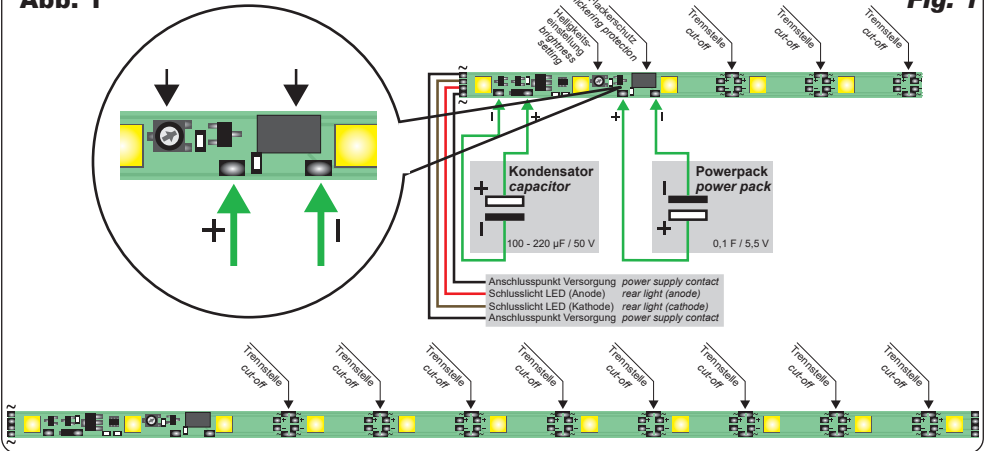 Abb. 1
Fig. 1
Helligkeits-
einstellung
brightness
setting
Flackerschutz
flickering protection
Trennstelle
cut-off
Trennstelle
cut-off
Trennstelle
cut-off
~
~
− + + −
+ −
Kondensator
capacitor
+
−
100 - 220 µF / 50 V
Powerpack
power pack
−
+
0,1 F / 5,5 V
Anschlusspunkt Versorgung power supply contact
Schlusslicht LED (Anode) rear light (anode)
Schlusslicht LED (Kathode) rear light (cathode)
Anschlusspunkt Versorgung power supply contact
Trennstelle
cut-off
Trennstelle
cut-off
Trennstelle
cut-off
Trennstelle
cut-off
Trennstelle
cut-off
Trennstelle
cut-off
Trennstelle
cut-off
Trennstelle
cut-off
~
~